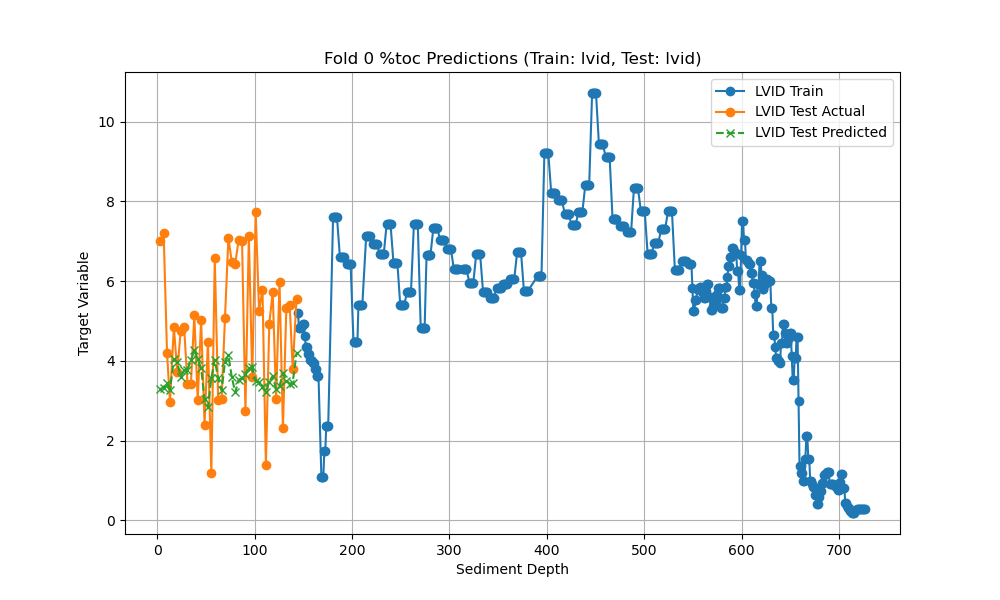 Fold 0 %toc Predictions (Train: lvid, Test: lvid)
LVID Train
LVID Test Actual
LVID Test Predicted
Target Variable
10
8
6
4
2
0
0 100 200 300 400 500 600 700
Sediment Depth